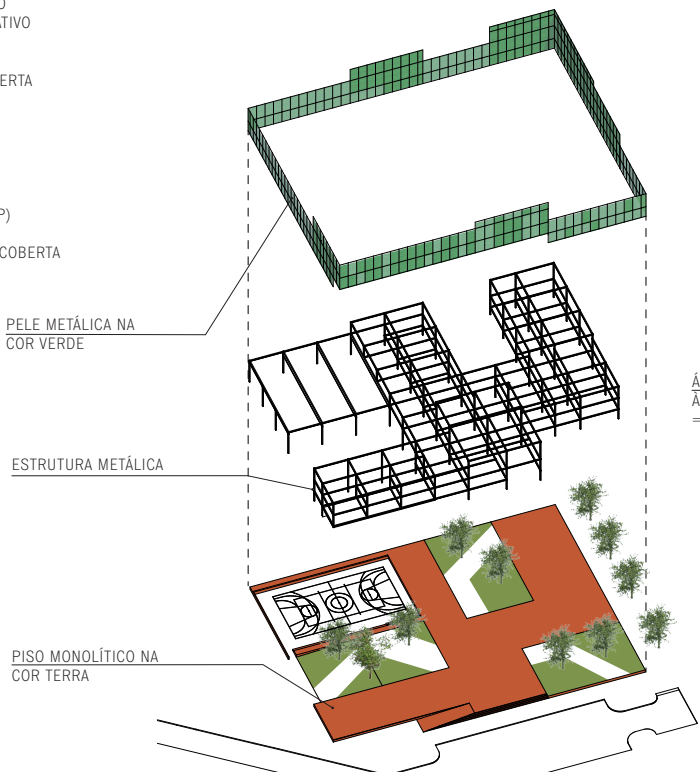 O
ATIVO
ERTA
P)
COBERTA
PELE METÁLICA NA
COR VERDE
Á
À
ESTRUTURA METÁLICA
PISO MONOLÍTICO NA
COR TERRA